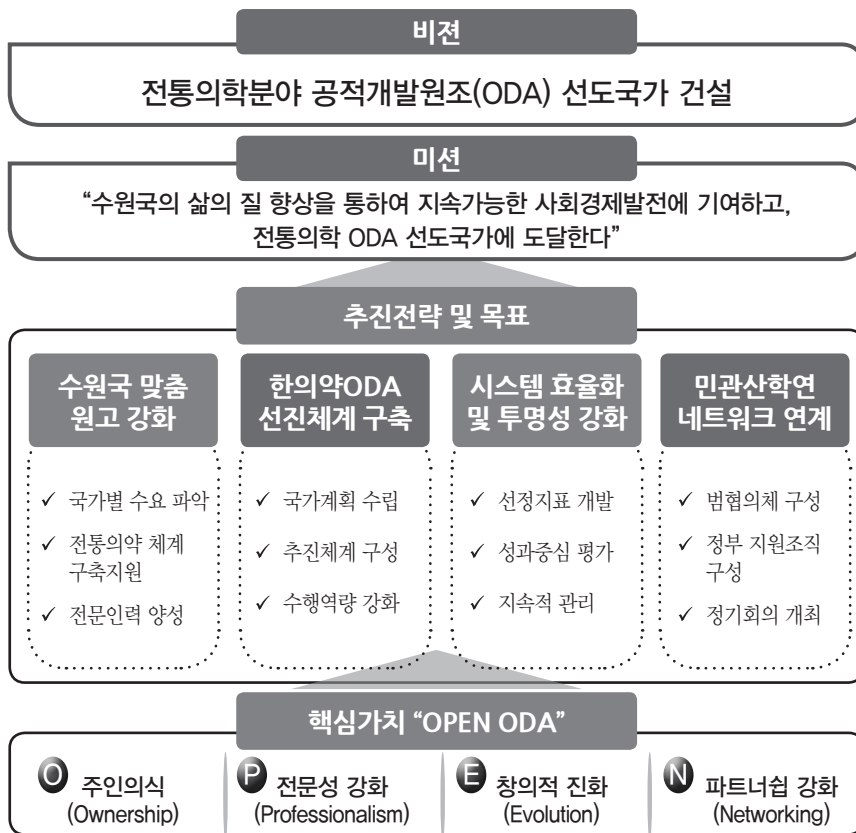 비젼
전통의학분야 공적개발원조(ODA) 선도국가 건설
미션
“수원국의 삶의 질 향상을 통하여 지속가능한 사회경제발전에 기여하고,
전통의학 ODA 선도국가에 도달한다”
추진전략 및 목표
수원국 맞춤
원고 강화
✓ 국가별 수요 파악
✓ 전통의약 체계
구축지원
✓ 전문인력 양성
한의약ODA
선진체계 구축
✓ 국가계획 수립
✓ 추진체계 구성
✓ 수행역량 강화
시스템 효율화
및 투명성 강화
✓ 선정지표 개발
✓ 성과중심 평가
✓ 지속적 관리
민관산학연
네트워크 연계
✓ 범협의체 구성
✓ 정부 지원조직
구성
✓ 정기회의 개최
핵심가치 “OPEN ODA”
O 주인의식
(Ownership)
P 전문성 강화
(Professionalism)
E 창의적 진화
(Evolution)
N 파트너쉽 강화
(Networking)